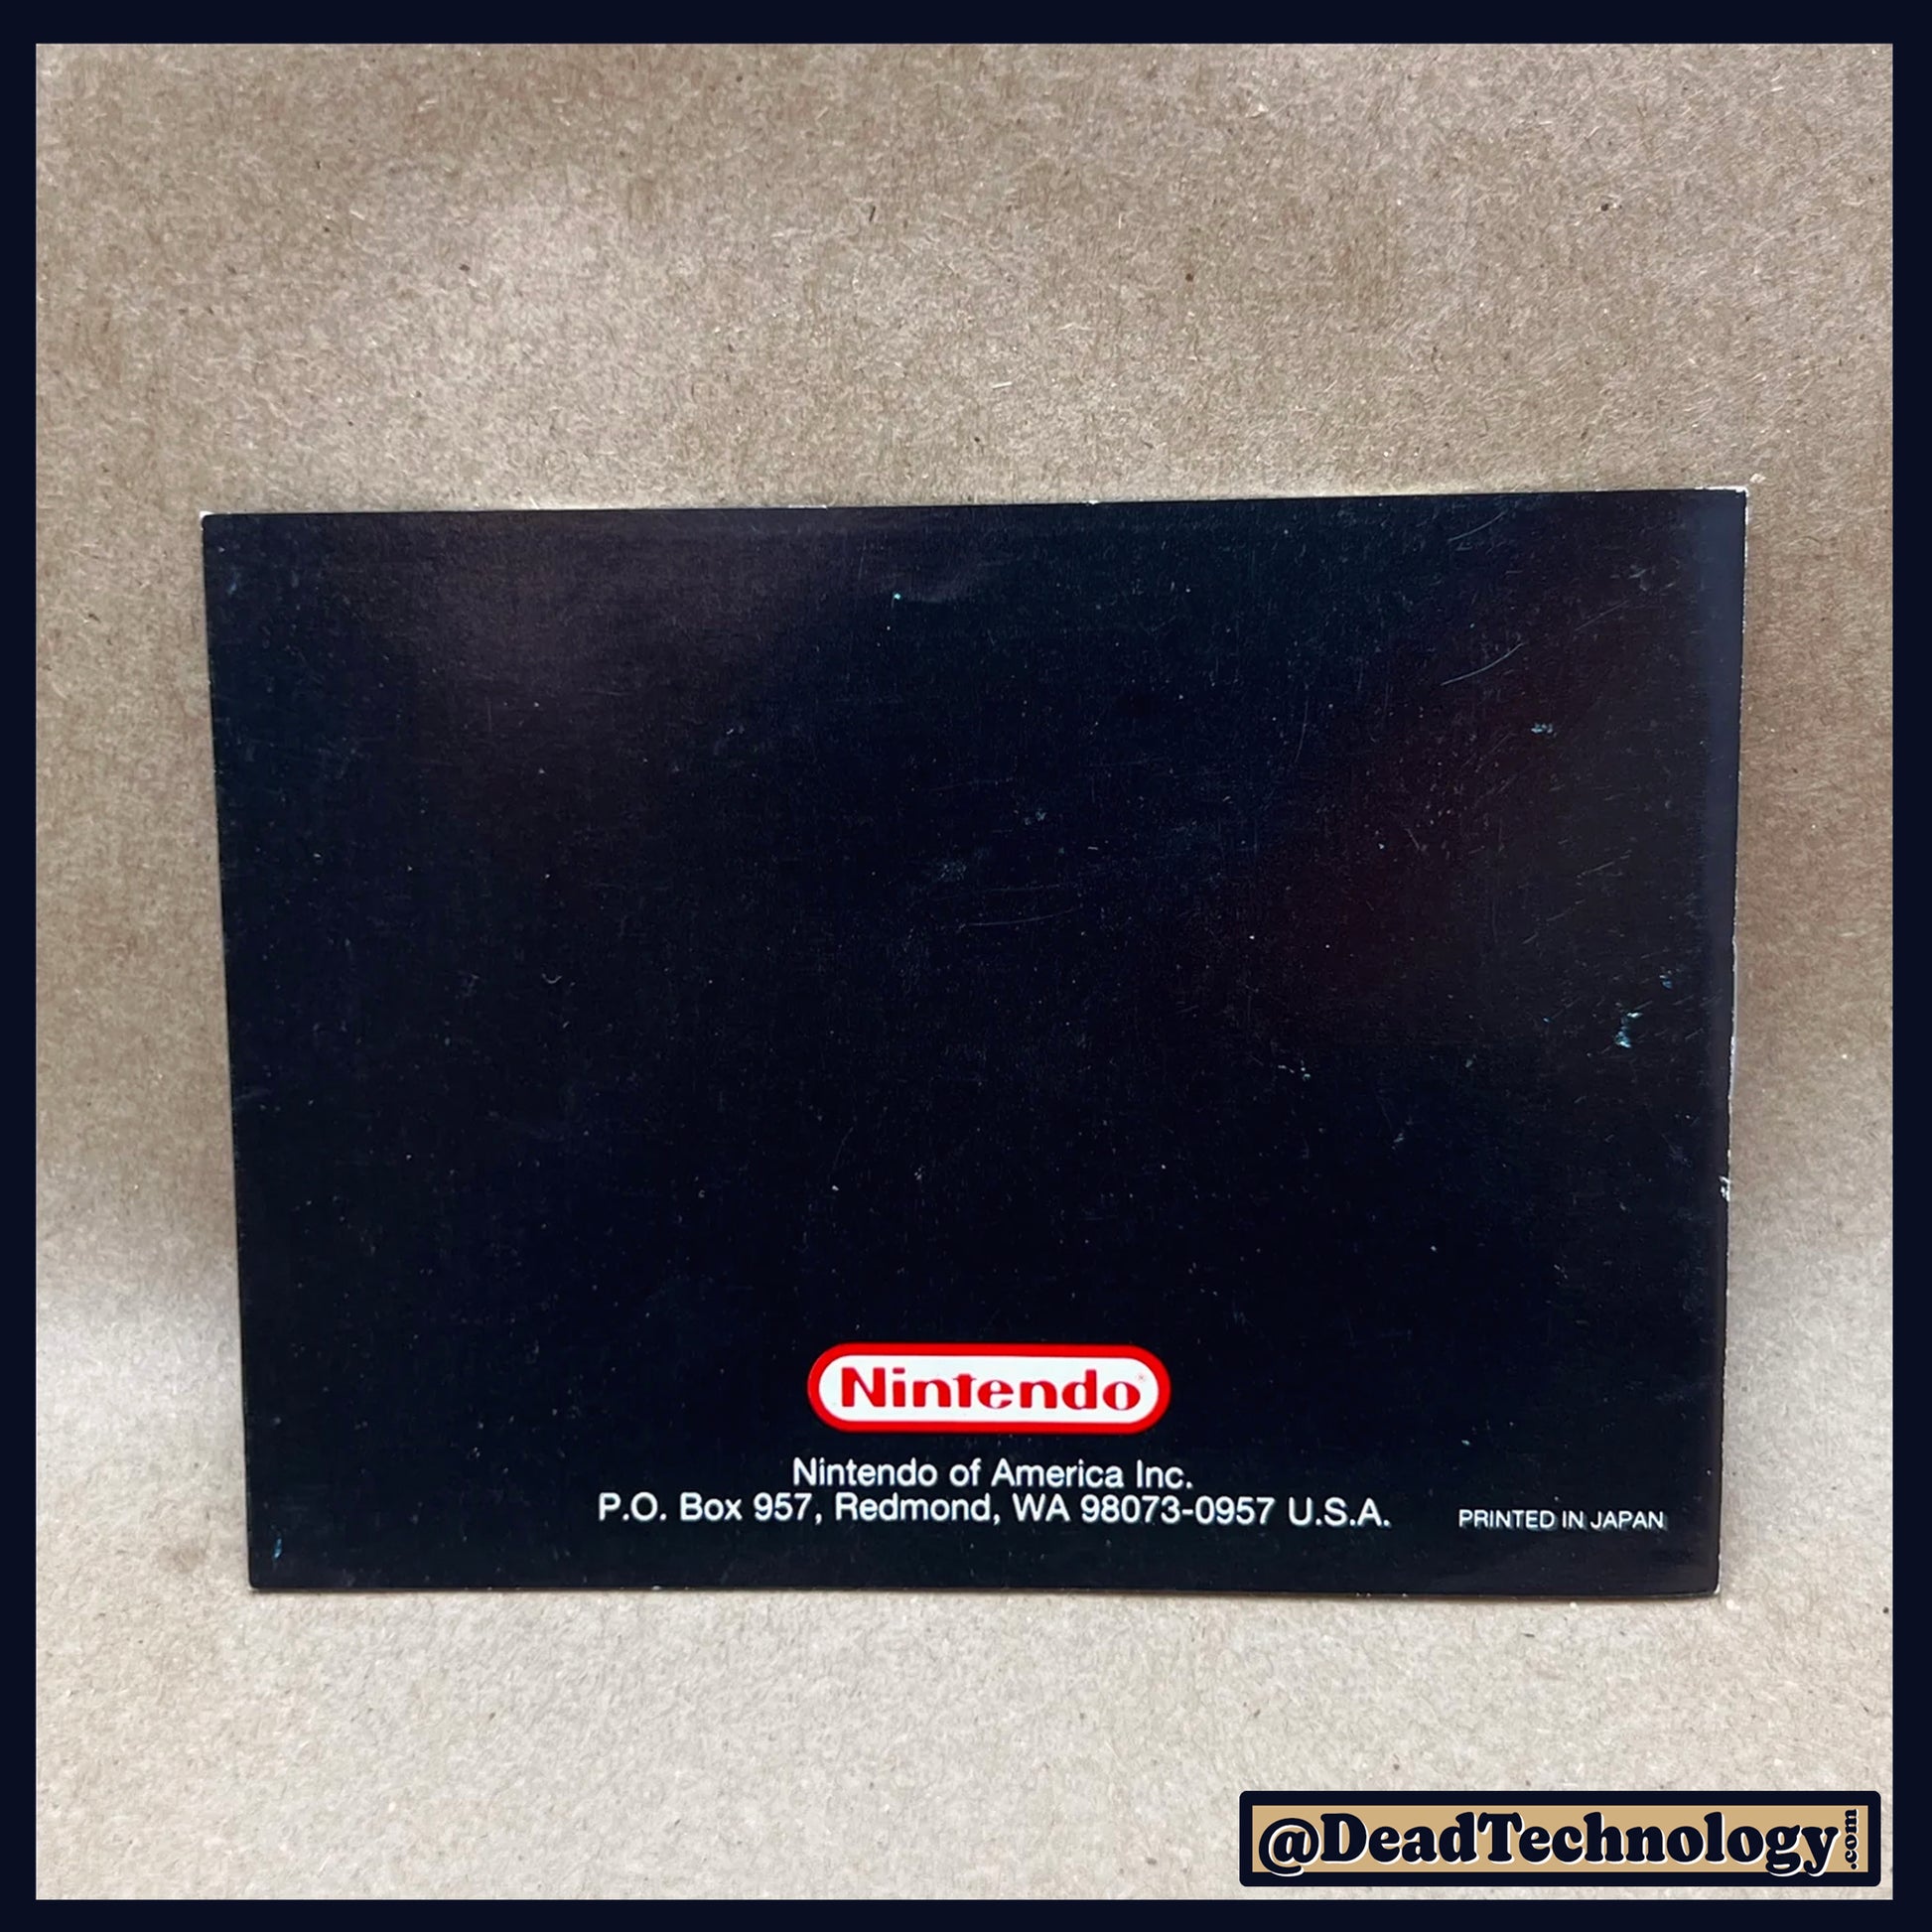 Nintendo®
Nintendo of America Inc.
P.O. Box 957, Redmond, WA 98073-0957 U.S.A.
PRINTED IN JAPAN
@DeadTechnology.com